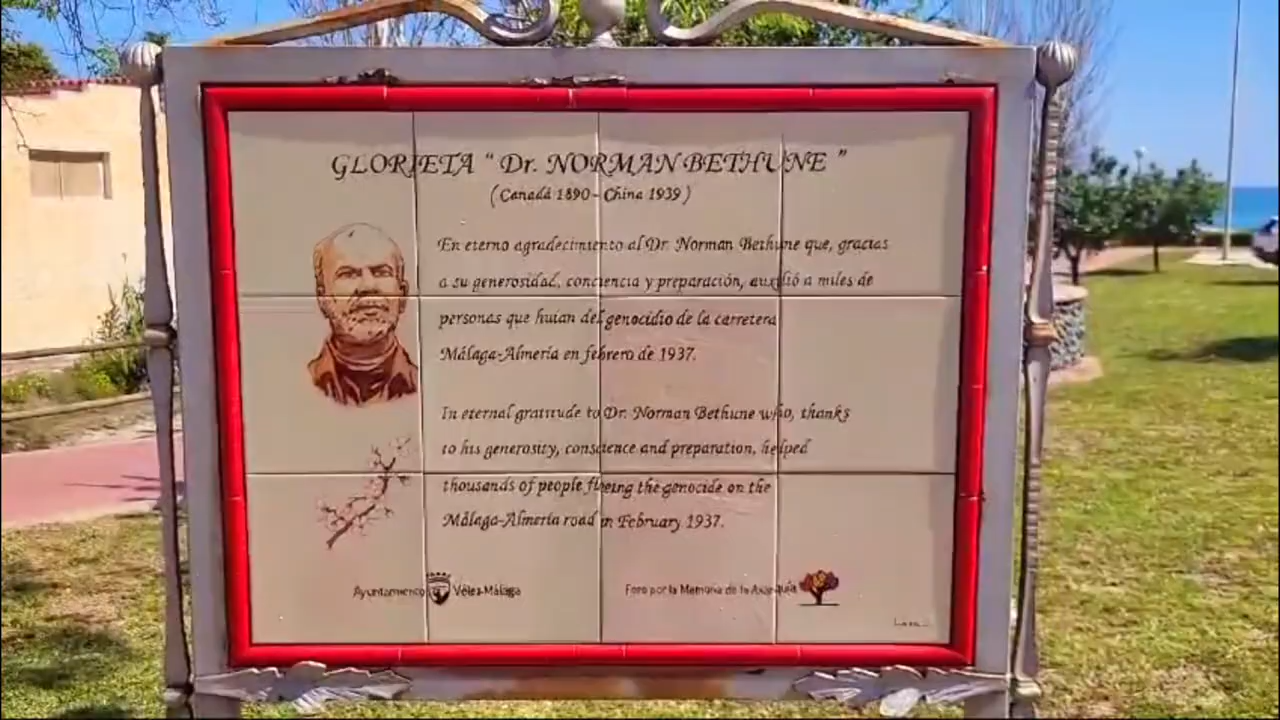 GLORIETA “ Dr. NORMAN BETHUNE ”
( Canadá 1890 - China 1939 )
En eterno agradecimiento al Dr. Norman Bethune que, gracias
a su generosidad, conciencia y preparación, auxilió a miles de
personas que huían del genocidio de la carretera
Málaga-Almería en febrero de 1937.
In eternal gratitude to Dr. Norman Bethune who, thanks
to his generosity, conscience and preparation, helped
thousands of people fleeing the genocide on the
Málaga-Almería road in February 1937.
Ayuntamiento Vélez-Málaga
Foro por la Memoria de la Axarquía